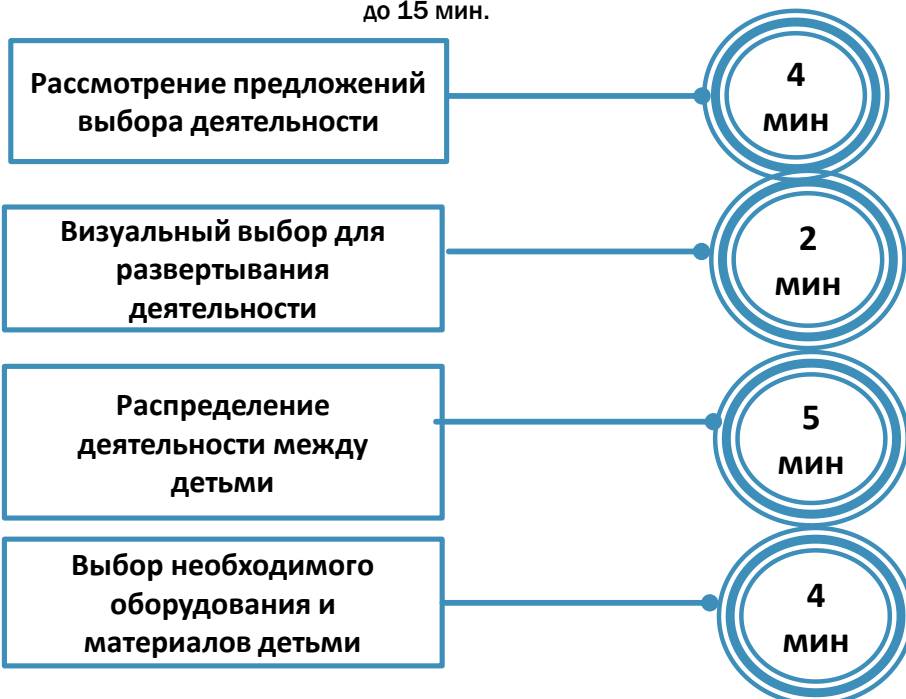 до 15 мин.
Рассмотрение предложений
выбора деятельности
4
мин
Визуальный выбор для
развертывания
деятельности
2
мин
Распределение
деятельности между
детьми
5
мин
Выбор необходимого
оборудования и
материалов детьми
4
мин